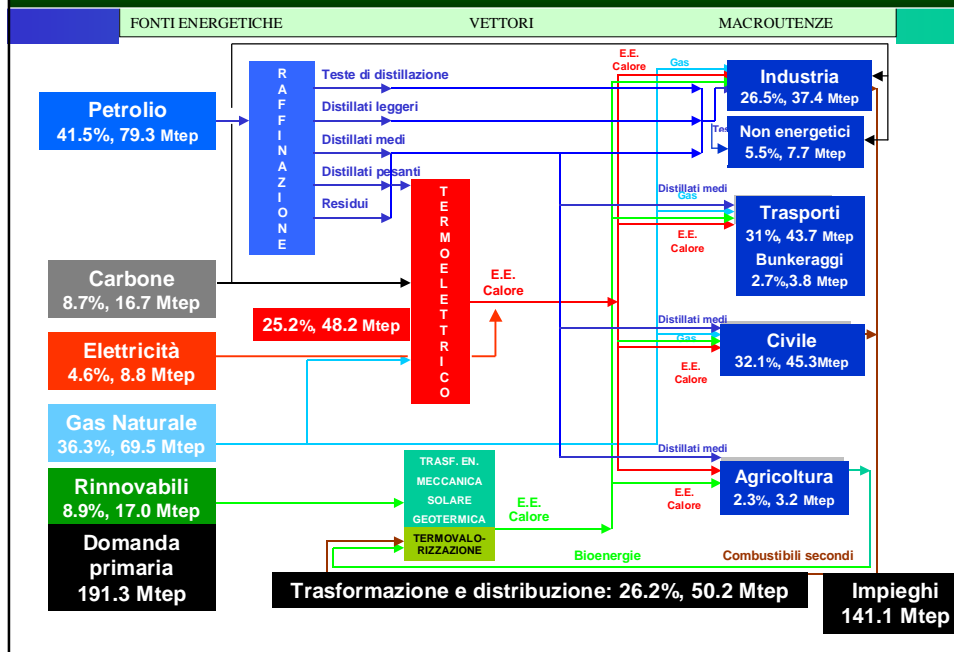 FONTI ENERGETICHE
VETTORI
MACROUTENZE
Petrolio
41.5%, 79.3 Mtep
Carbone
8.7%, 16.7 Mtep
Elettricità
4.6%, 8.8 Mtep
Gas Naturale
36.3%, 69.5 Mtep
Rinnovabili
8.9%, 17.0 Mtep
Domanda
primaria
191.3 Mtep
RAFFINAZIONE
Teste di distillazione
Distillati leggeri
Distillati medi
Distillati pesanti
Residui
TERMOELETTRICO
25.2%, 48.2 Mtep
E.E.
Calore
TRASF. EN.
MECCANICA
SOLARE
GEOTERMICA
TERMOVALO-
RIZZAZIONE
E.E.
Calore
E.E.
Calore
Gas
Industria
26.5%, 37.4 Mtep
Non energetici
5.5%, 7.7 Mtep
Distillati medi
Gas
E.E.
Calore
Trasporti
31%, 43.7 Mtep
Bunkeraggi
2.7%,3.8 Mtep
Distillati medi
Gas
E.E.
Calore
Civile
32.1%, 45.3Mtep
Distillati medi
E.E.
Calore
Agricoltura
2.3%, 3.2 Mtep
Bioenergie
Combustibili secondi
Trasformazione e distribuzione: 26.2%, 50.2 Mtep
Impieghi
141.1 Mtep